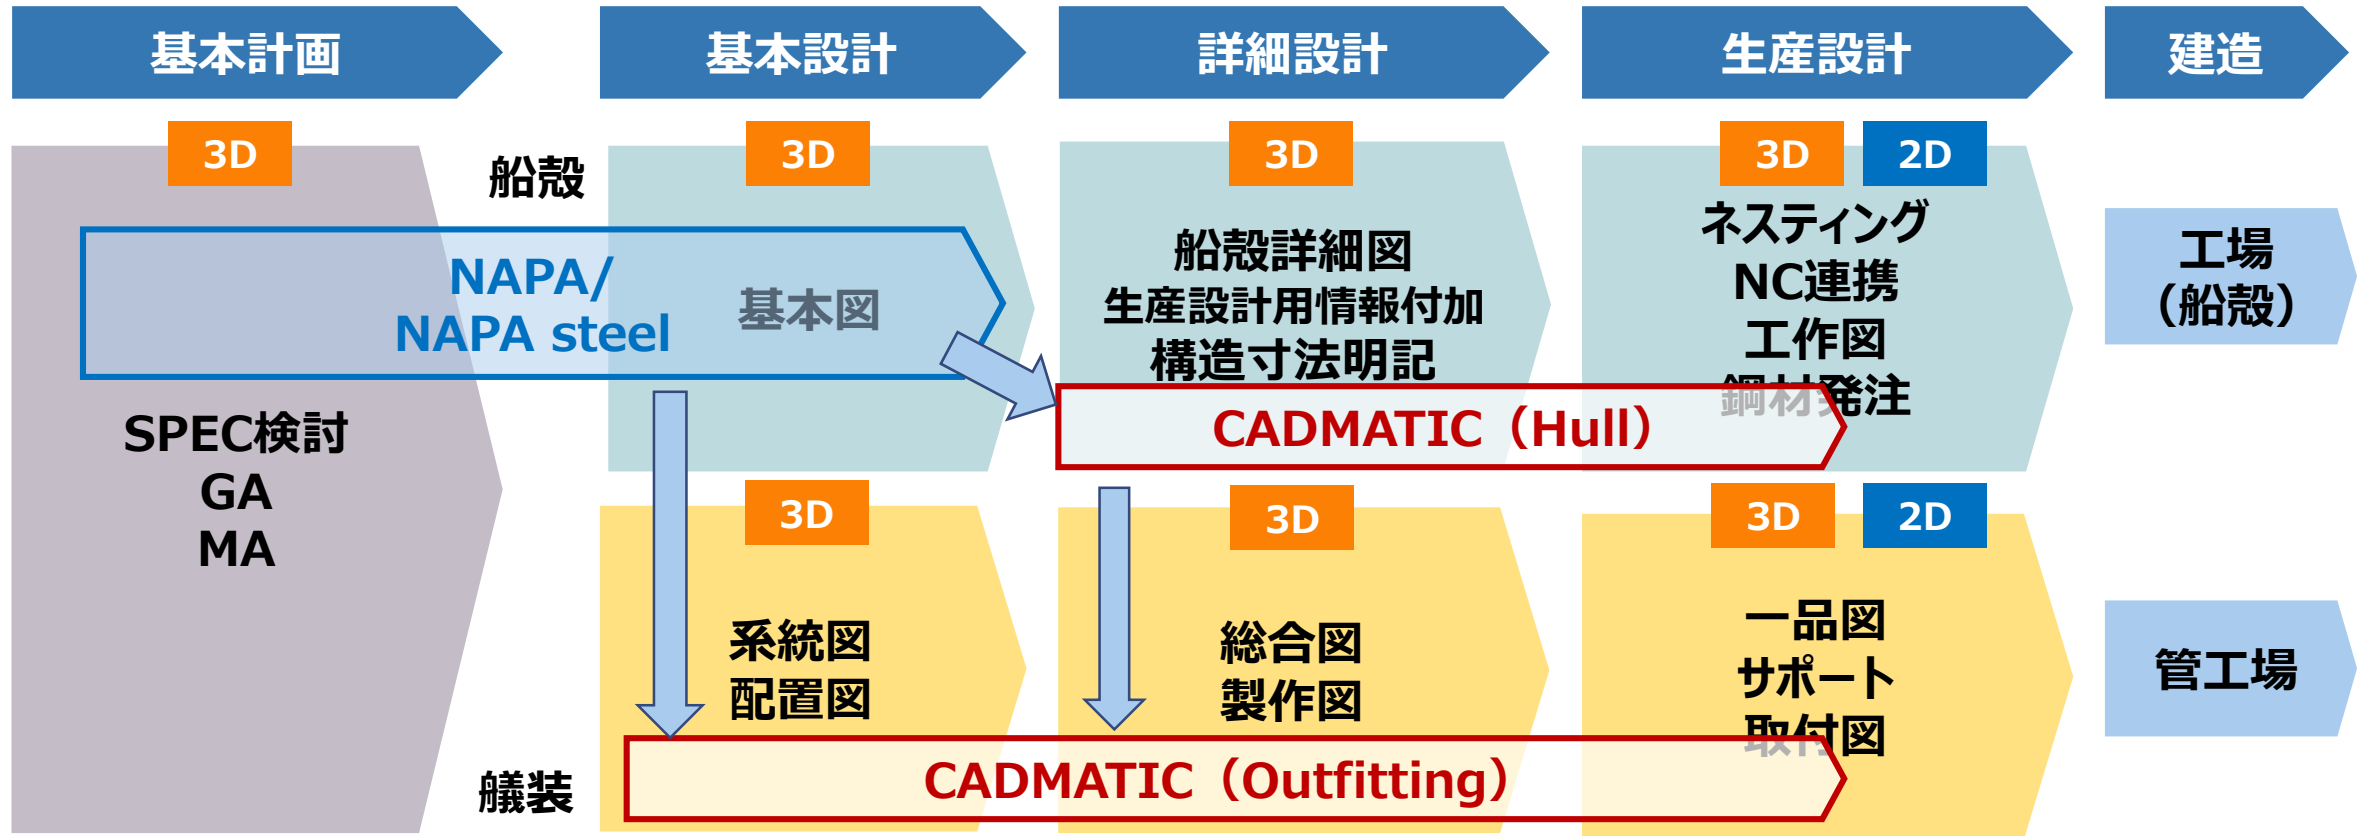 基本計画
基本設計
詳細設計
生産設計
建造
3D
SPEC検討
GA
MA
船殻
NAPA/
NAPA steel
3D
基本図
3D
船殻詳細図
生産設計用情報付加
構造寸法明記
3D
2D
ネスティング
NC連携
工作図
鋼材発注
CADMATIC（Hull）
工場
（船殻）
艤装
3D
系統図
配置図
3D
総合図
製作図
3D
2D
一品図
サポート
取付図
CADMATIC（Outfitting）
管工場